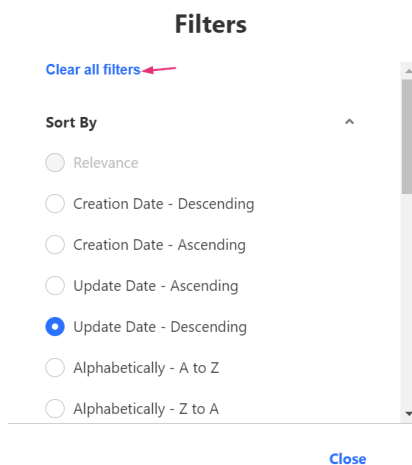 Filters
Clear all filters
Sort By
Relevance
Creation Date - Descending
Creation Date - Ascending
Update Date - Ascending
Update Date - Descending
Alphabetically - A to Z
Alphabetically - Z to A
Close